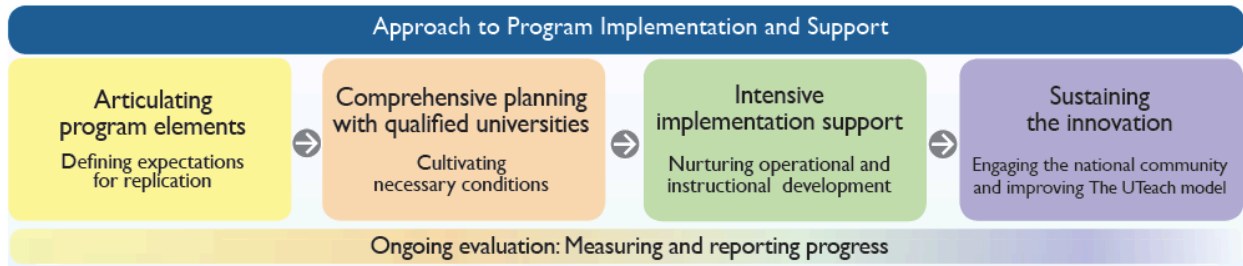 Approach to Program Implementation and Support
Articulating
program elements
Defining expectations
for replication
Comprehensive planning
with qualified universities
Cultivating
necessary conditions
Intensive
implementation support
Nurturing operational and
instructional development
Sustaining
the innovation
Engaging the national community
and improving The UTeach model
Ongoing evaluation: Measuring and reporting progress